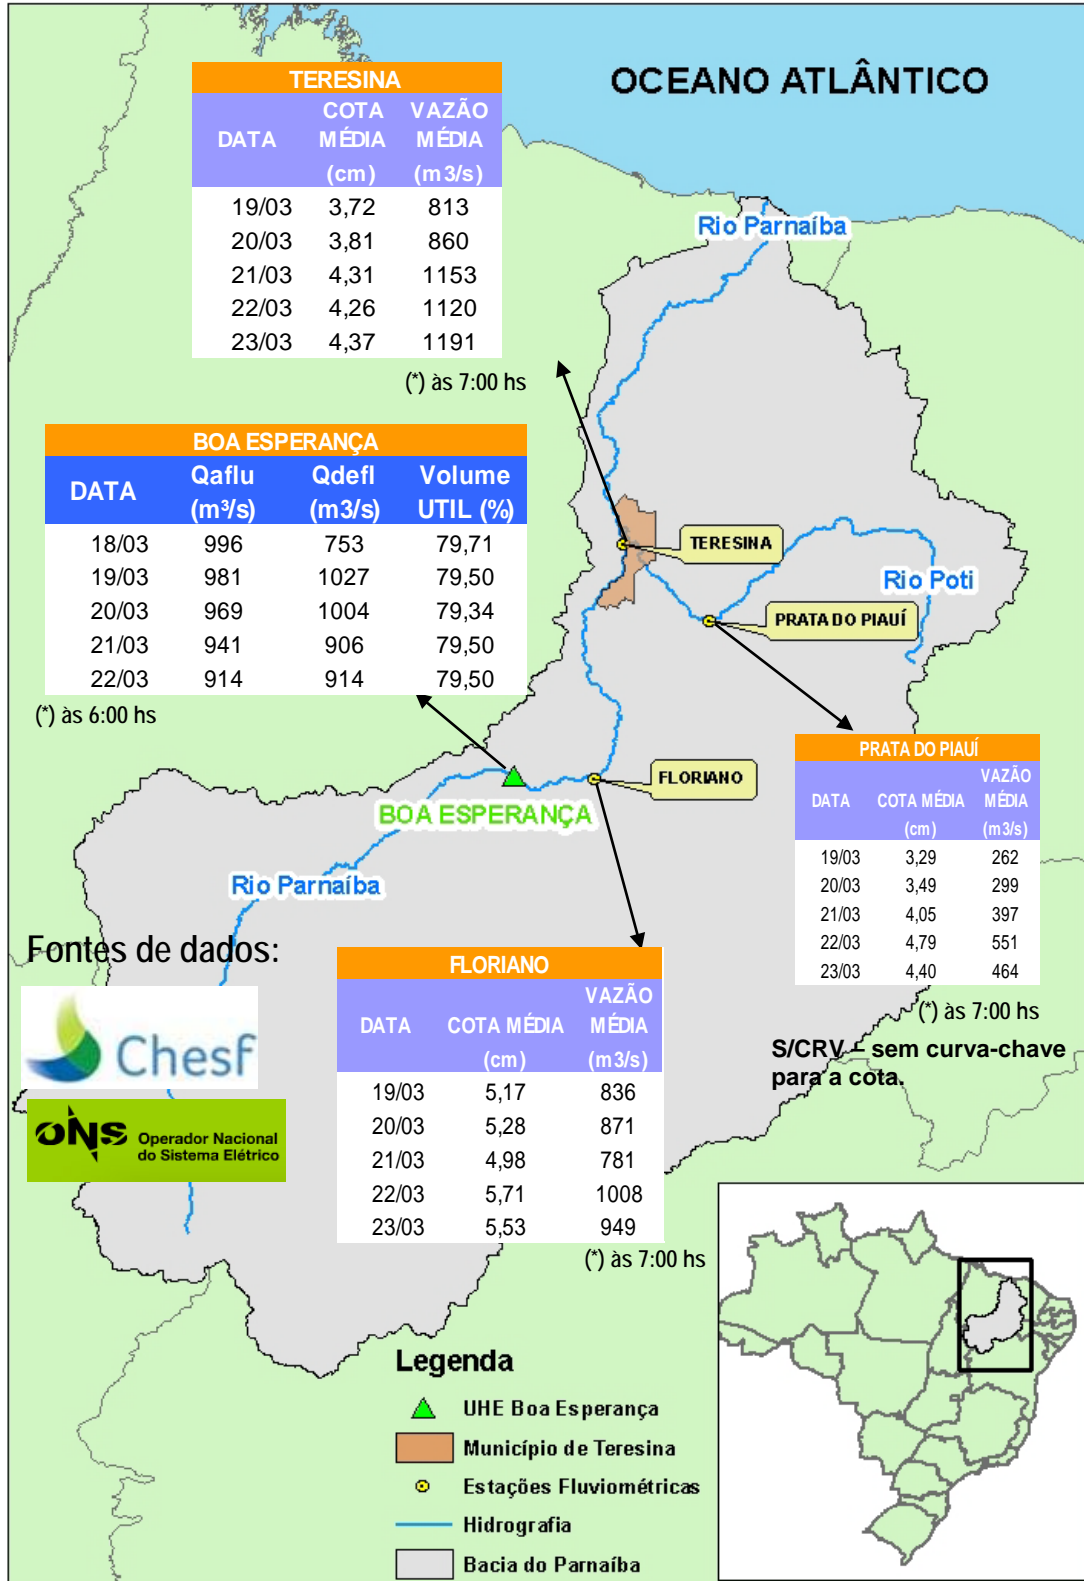 OCEANO ATLÂNTICO
TERESINA
DATA COTA MÉDIA (cm) VAZÃO MÉDIA (m3/s)
19/03 3,72 813
20/03 3,81 860
21/03 4,31 1153
22/03 4,26 1120
23/03 4,37 1191
(*) às 7:00 hs
Rio Parnaíba
BOA ESPERANÇA
DATA Qaflu (m³/s) Qdefl (m3/s) Volume UTIL (%)
18/03 996 753 79,71
19/03 981 1027 79,50
20/03 969 1004 79,34
21/03 941 906 79,50
22/03 914 914 79,50
(*) às 6:00 hs
TERESINA
Rio Poti
PRATA DO PIAUÍ
FLORIANO
BOA ESPERANÇA
Rio Parnaíba
PRATA DO PIAUÍ
DATA COTA MÉDIA (cm) VAZÃO MÉDIA (m3/s)
19/03 3,29 262
20/03 3,49 299
21/03 4,05 397
22/03 4,79 551
23/03 4,40 464
(*) às 7:00 hs
S/CRV – sem curva-chave
para a cota.
Fontes de dados:
Chesf
ONS Operador Nacional
do Sistema Elétrico
FLORIANO
DATA COTA MÉDIA (cm) VAZÃO MÉDIA (m3/s)
19/03 5,17 836
20/03 5,28 871
21/03 4,98 781
22/03 5,71 1008
23/03 5,53 949
(*) às 7:00 hs
Legenda
UHE Boa Esperança
Município de Teresina
Estações Fluviométricas
Hidrografia
Bacia do Parnaíba